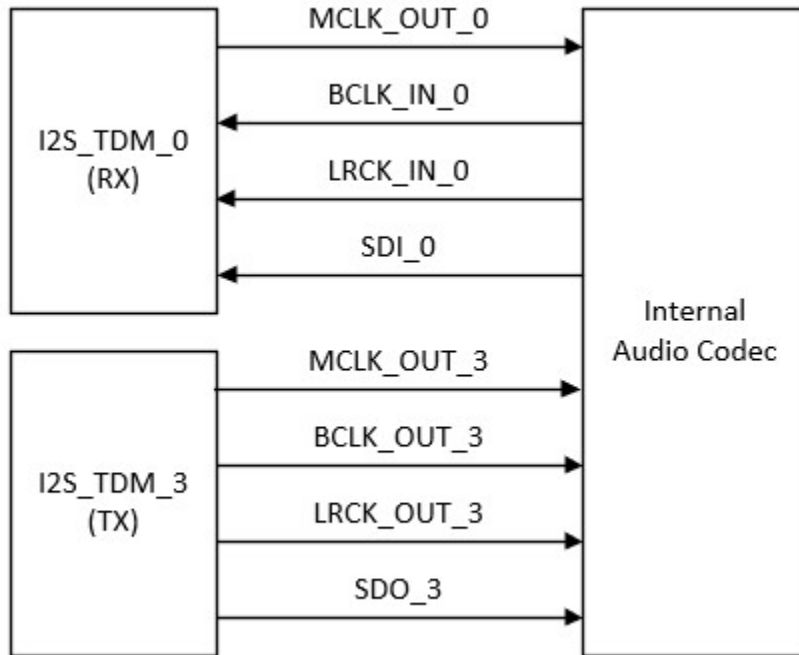 MCLK_OUT_0
BCLK_IN_0
I2S_TDM_0
(RX)
LRCK_IN_0
SDI_0
Internal
Audio Codec
MCLK_OUT_3
BCLK_OUT_3
I2S_TDM_3
(TX)
LRCK_OUT_3
SDO_3